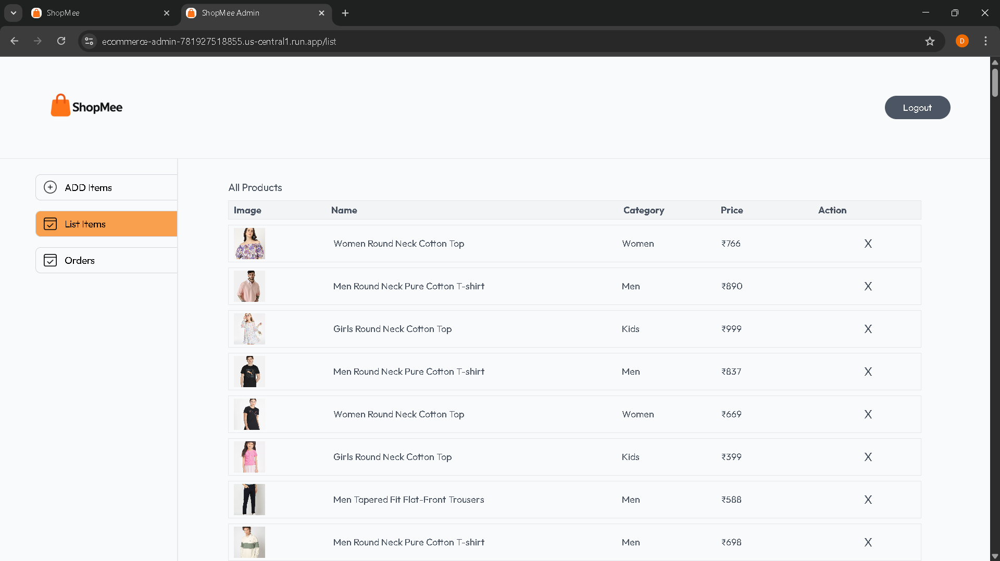 ShopMee
ShopMee Admin
ecommerce-admin-781927518855.us-central1.run.app/list
D
ShopMee
Logout
ADD Items
List Items
Orders
All Products
Image Name Category Price Action
Women Round Neck Cotton Top Women ₹766 X
Men Round Neck Pure Cotton T-shirt Men ₹890 X
Girls Round Neck Cotton Top Kids ₹999 X
Men Round Neck Pure Cotton T-shirt Men ₹837 X
Women Round Neck Cotton Top Women ₹669 X
Girls Round Neck Cotton Top Kids ₹399 X
Men Tapered Fit Flat-Front Trousers Men ₹588 X
Men Round Neck Pure Cotton T-shirt Men ₹698 X